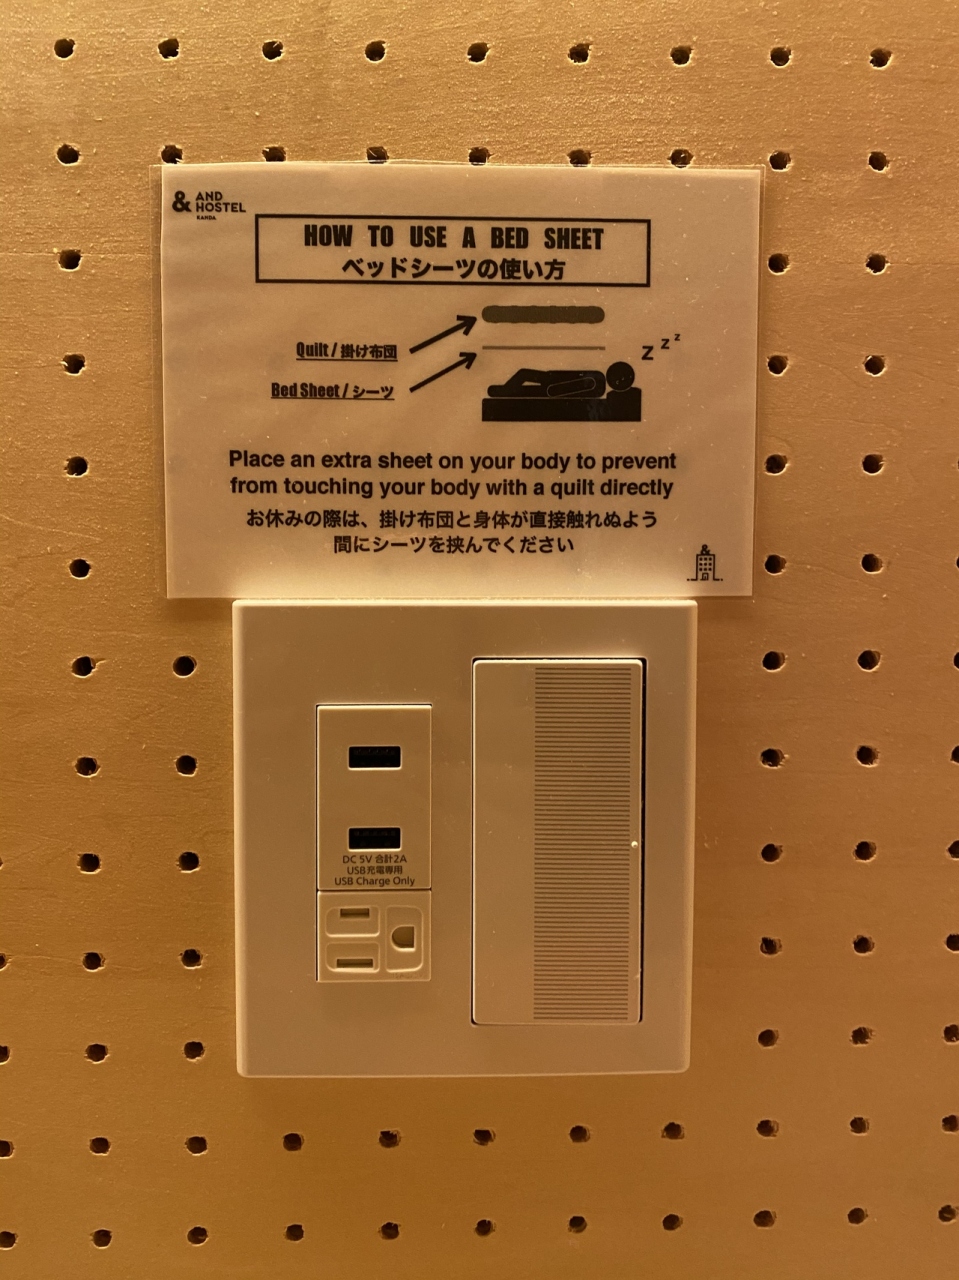 & AND
HOSTEL
KANDA
HOW TO USE A BED SHEET
ベッドシーツの使い方
Quilt / 掛け布団
Bed Sheet / シーツ
z z z
Place an extra sheet on your body to prevent
from touching your body with a quilt directly
お休みの際は、掛け布団と身体が直接触れぬよう
間にシーツを挟んでください
&
DC 5V 合計2A
USB充電専用
USB Charge Only